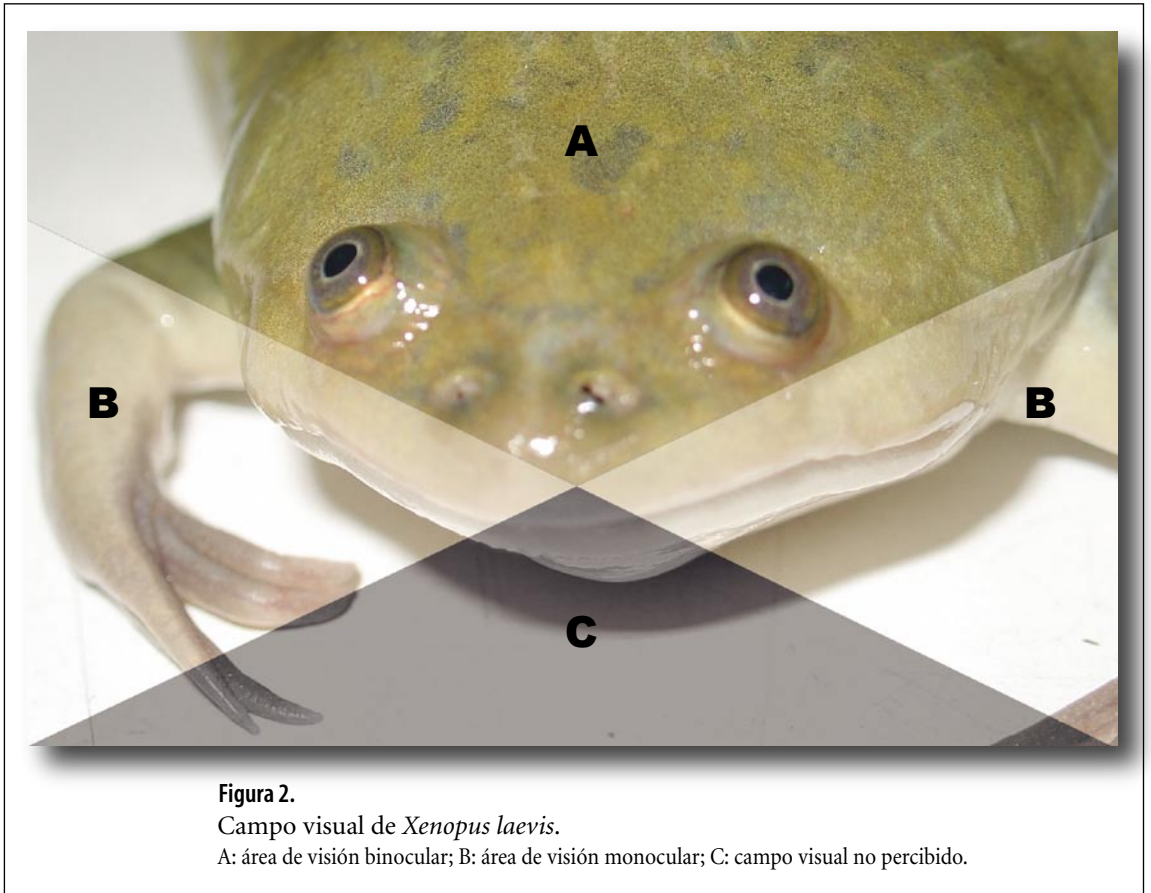 A
B
B
C
Figura 2.
Campo visual de Xenopus laevis.
A: área de visión binocular; B: área de visión monocular; C: campo visual no percibido.